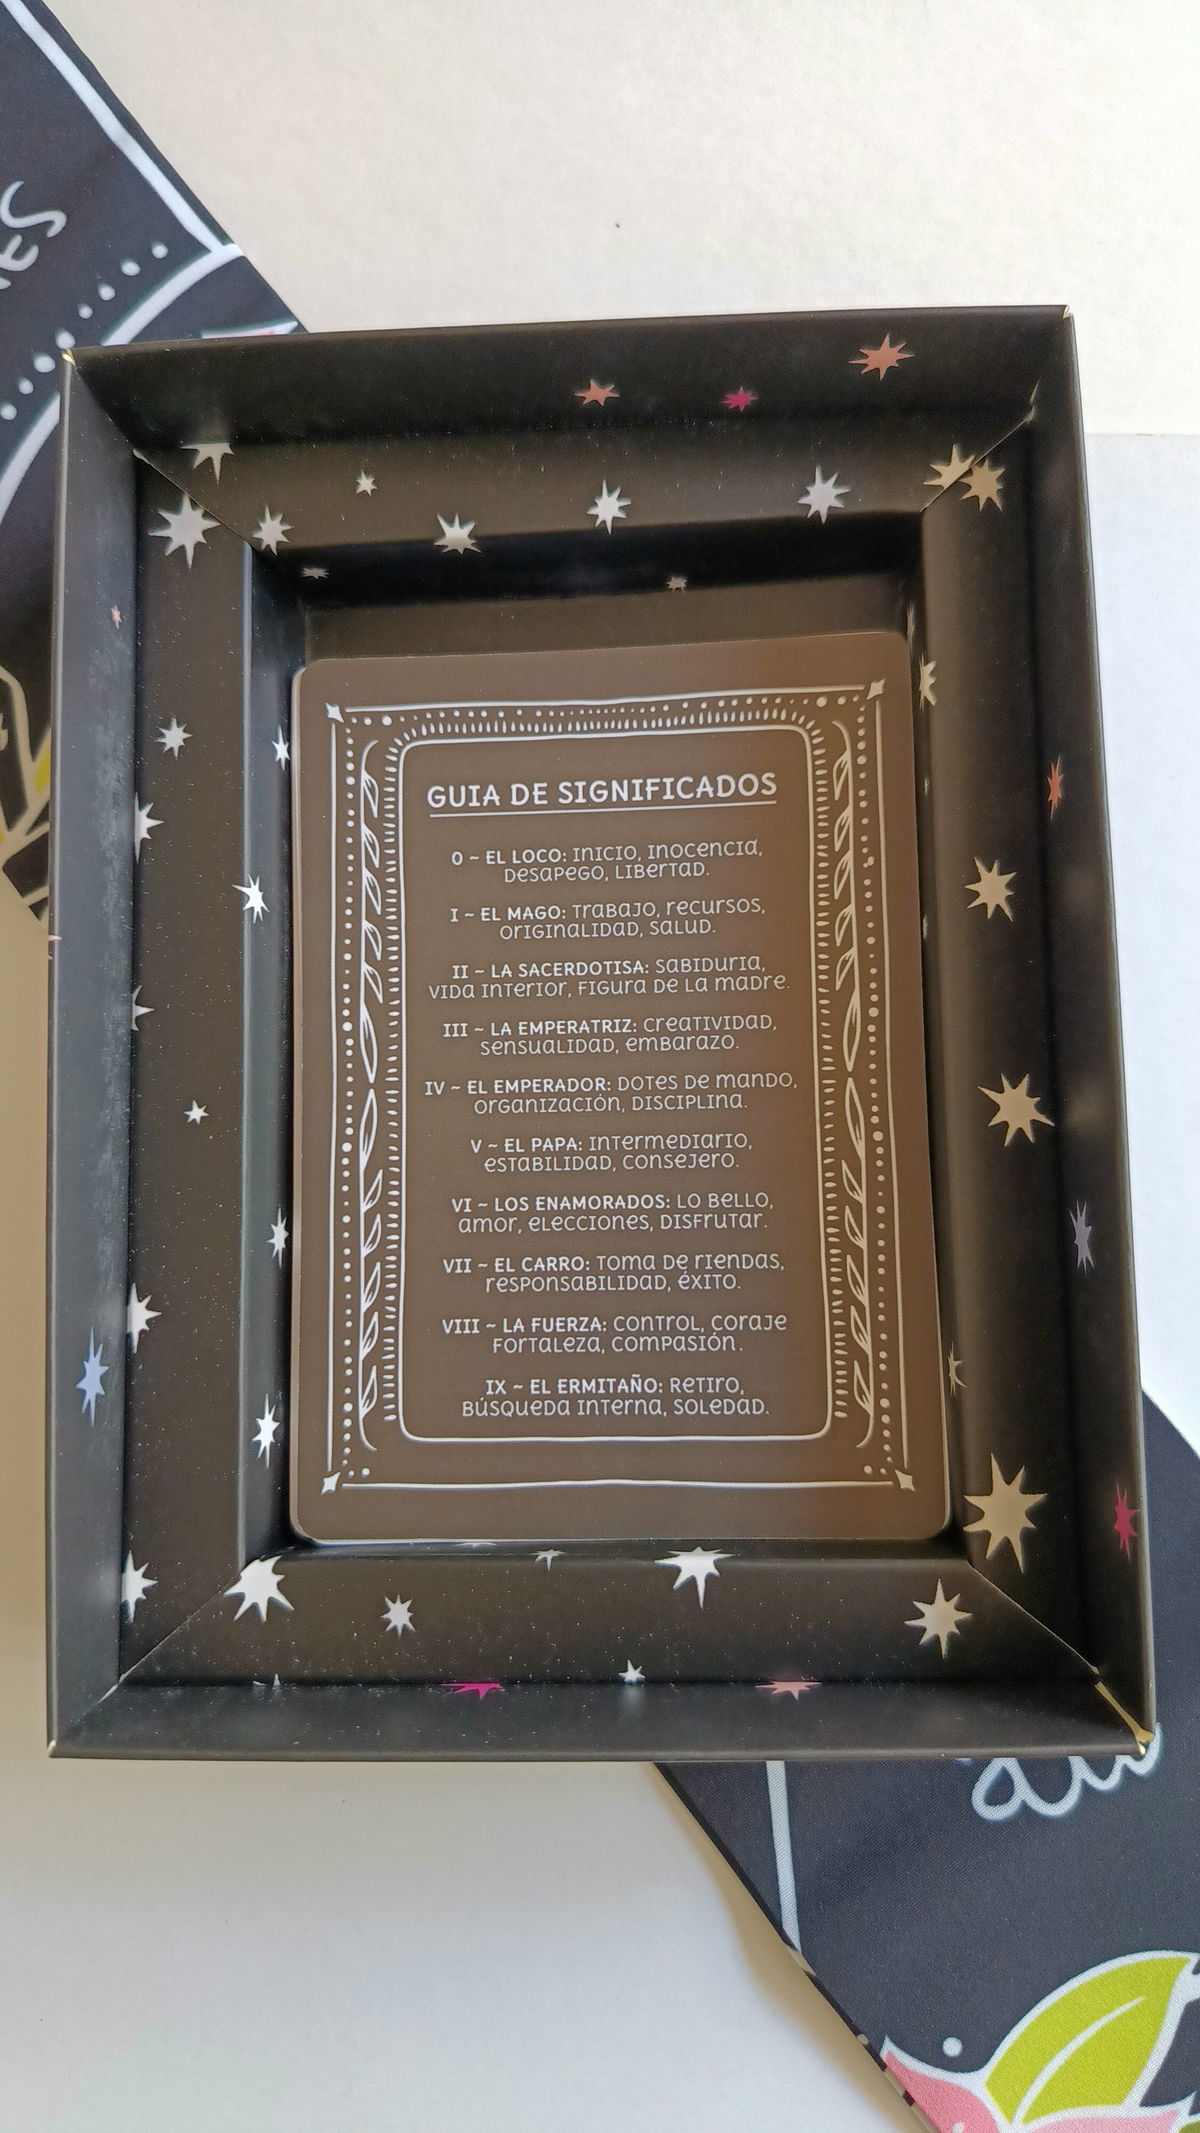 GUIA DE SIGNIFICADOS
0 ~ EL LOCO: INICIO, INOCENCIA,
DESAPEGO, LIBERTAD.
I ~ EL MAGO: TRABAJO, RECURSOS,
ORIGINALIDAD, SALUD.
II ~ LA SACERDOTISA: SABIDURIA,
VIDA INTERIOR, FIGURA DE LA MADRE.
III ~ LA EMPERATRIZ: CREATIVIDAD,
SENSUALIDAD, EMBARAZO.
IV ~ EL EMPERADOR: DOTES DE MANDO,
ORGANIZACIÓN, DISCIPLINA.
V ~ EL PAPA: INTERMEDIARIO,
ESTABILIDAD, CONSEJERO.
VI ~ LOS ENAMORADOS: LO BELLO,
AMOR, ELECCIONES, DISFRUTAR.
VII ~ EL CARRO: TOMA DE RIENDAS,
RESPONSABILIDAD, ÉXITO.
VIII ~ LA FUERZA: CONTROL, CORAJE
FORTALEZA, COMPASIÓN.
IX ~ EL ERMITAÑO: RETIRO,
BÚSQUEDA INTERNA, SOLEDAD.